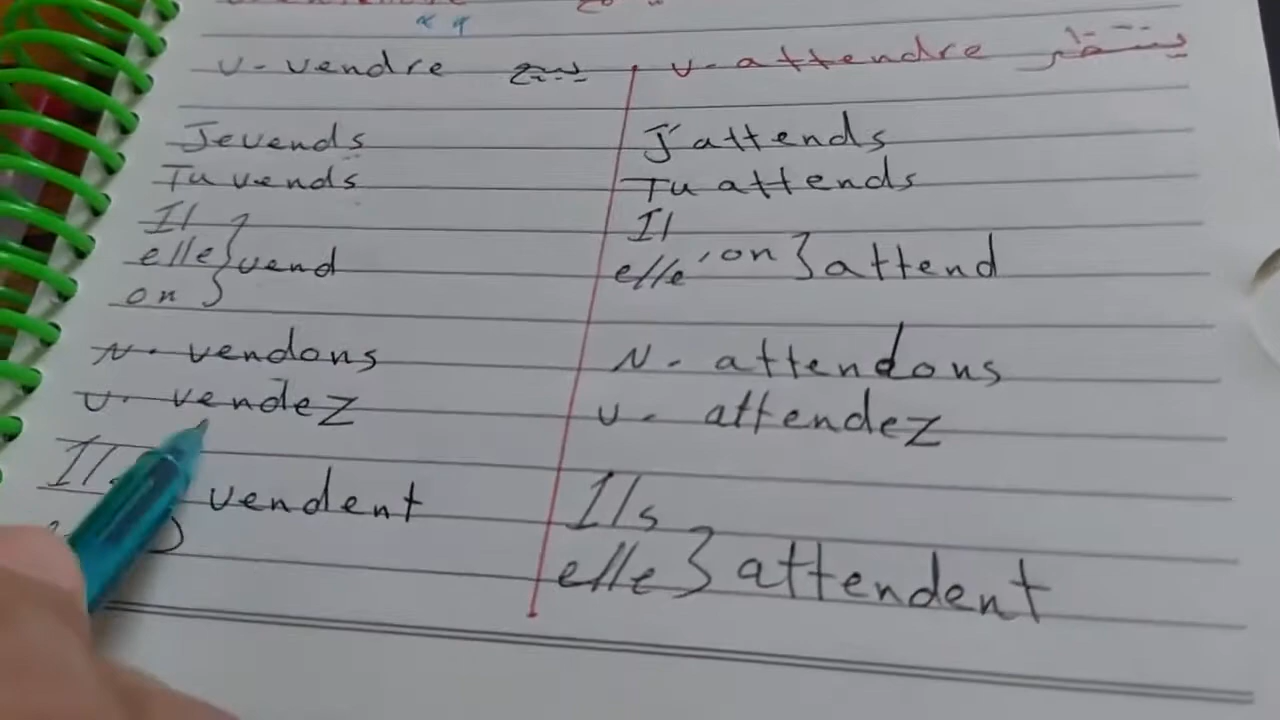 v. vendre يبيع
Je vends
Tu vends
Il
elle } vend
on
N. vendons
v. vendez
Ils
vendent
v. attendre ينتظر
J'attends
Tu attends
Il
elle, on } attend
N. attendons
v. attendez
Ils
elle } attendent